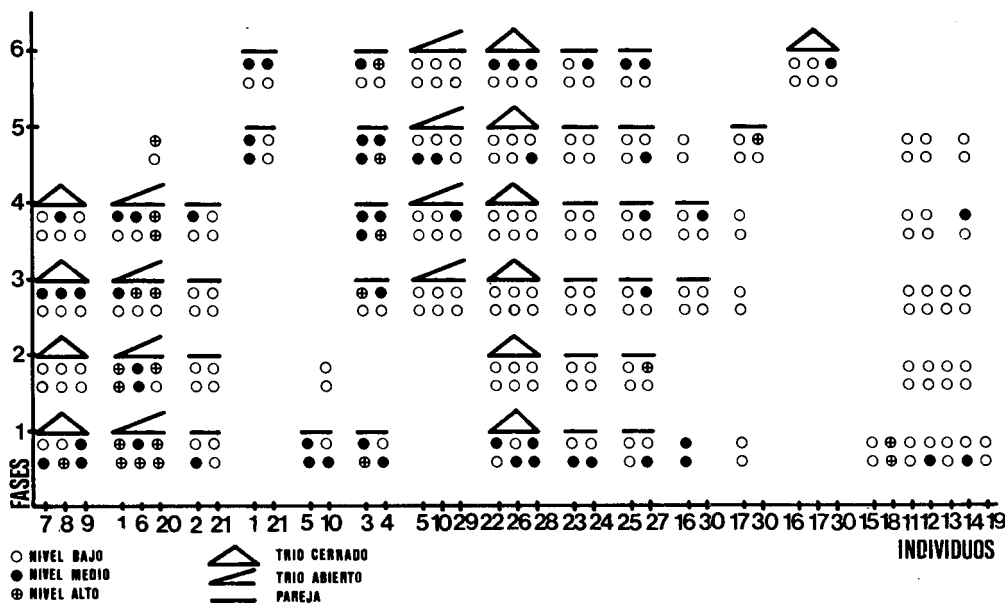 6
5
4
3
2
1
FASES
7 8 9 1 6 20 2 21 1 21 5 10 3 4 5 10 29 22 26 28 23 24 25 27 16 30 17 30 16 17 30 15 18 11 12 13 14 19
INDIVIDUOS
NIVEL BAJO
NIVEL MEDIO
NIVEL ALTO
TRIO CERRADO
TRIO ABIERTO
PAREJA